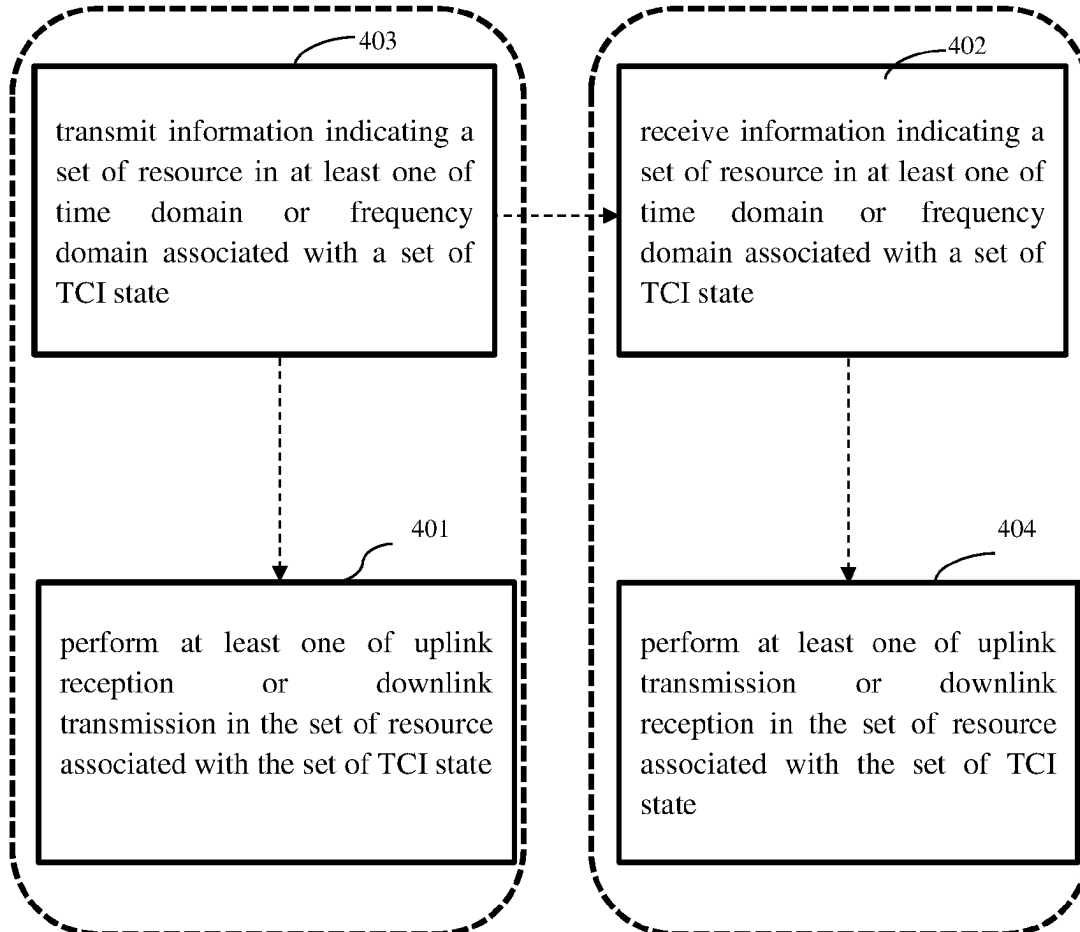 403
transmit information indicating a
set of resource in at least one of
time domain or frequency
domain associated with a set of
TCI state
402
receive information indicating a
set of resource in at least one of
time domain or frequency
domain associated with a set of
TCI state
401
perform at least one of uplink
reception or downlink
transmission in the set of resource
associated with the set of TCI state
404
perform at least one of uplink
transmission or downlink
reception in the set of resource
associated with the set of TCI
state